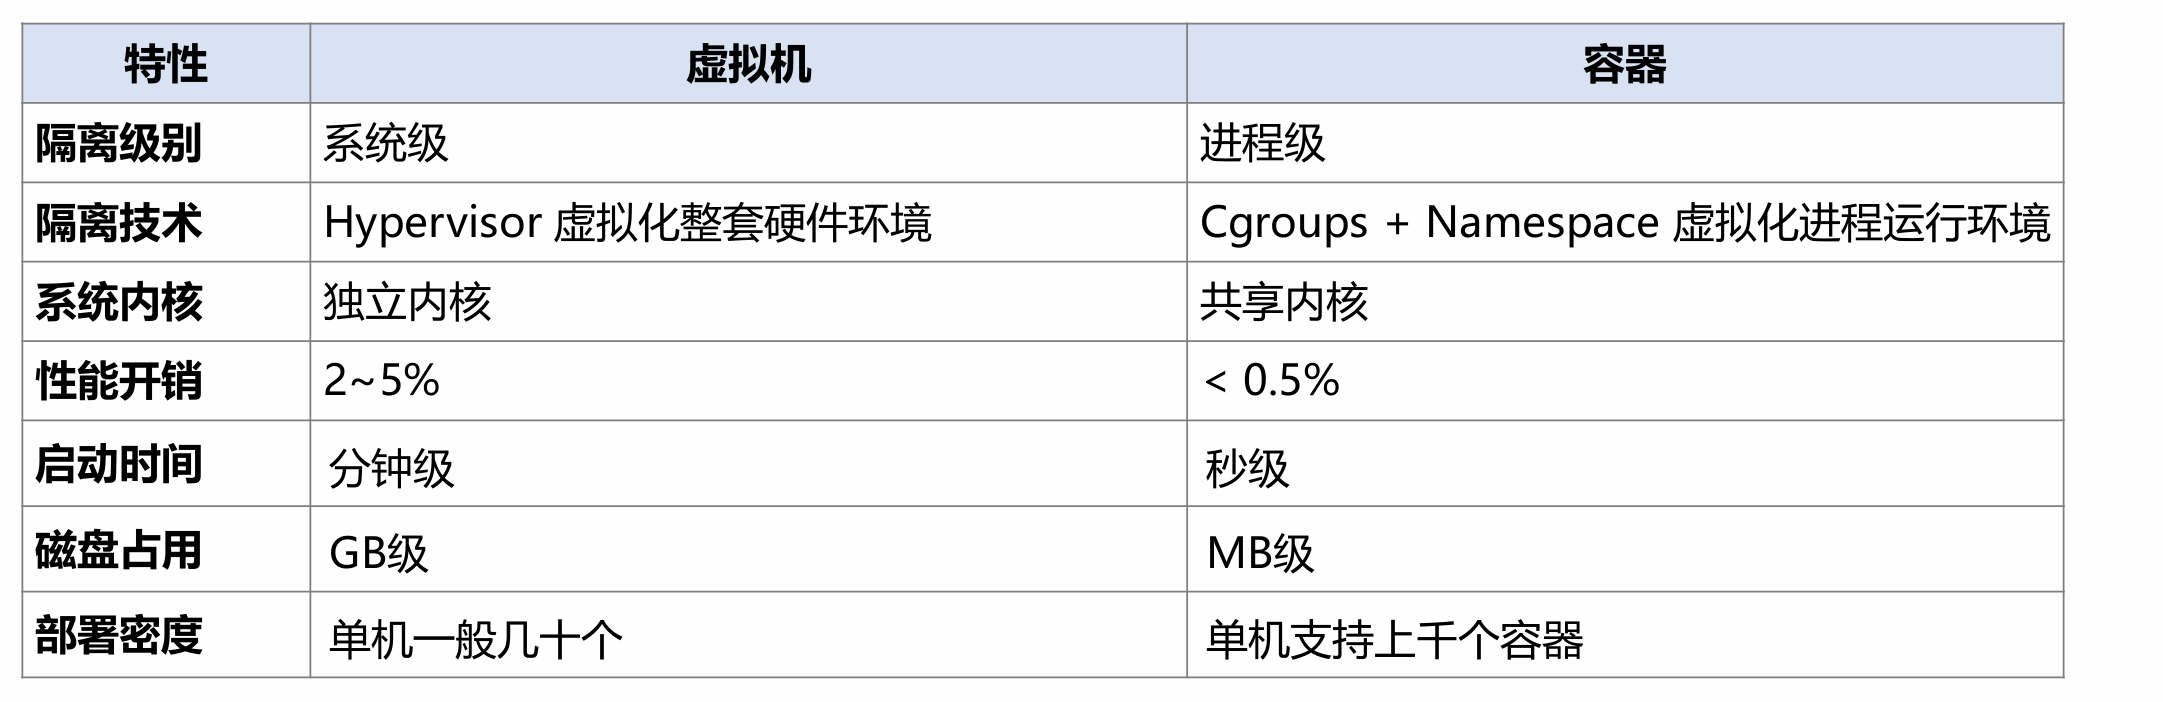 特性 虚拟机 容器
隔离级别 系统级 进程级
隔离技术 Hypervisor 虚拟化整套硬件环境 Cgroups + Namespace 虚拟化进程运行环境
系统内核 独立内核 共享内核
性能开销 2~5% < 0.5%
启动时间 分钟级 秒级
磁盘占用 GB级 MB级
部署密度 单机一般几十个 单机支持上千个容器